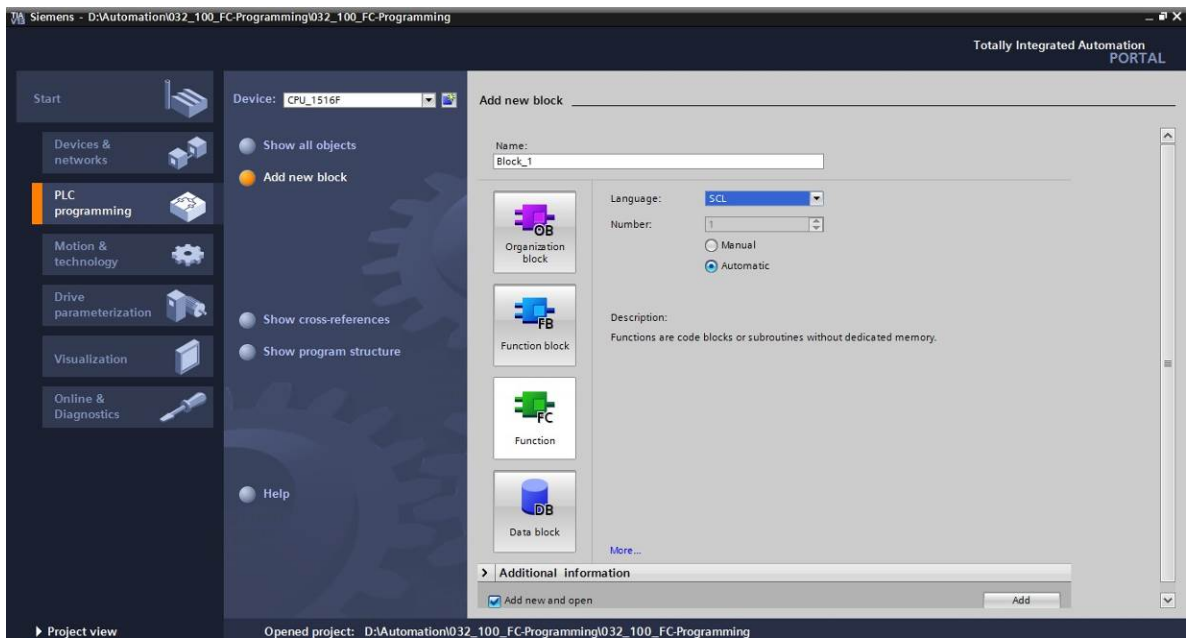 Siemens - D:\Automation\032_100_FC-Programming\032_100_FC-Programming
Totally Integrated Automation
PORTAL
Start
Devices &
networks
PLC
programming
Motion &
technology
Drive
parameterization
Visualization
Online &
Diagnostics
Project view
Device: CPU_1516F
Show all objects
Add new block
Show cross-references
Show program structure
Help
Add new block
Name:
Block_1
OB
Organization
block
FB
Function block
FC
Function
DB
Data block
Language: SCL
Number: 1
Manual
Automatic
Description:
Functions are code blocks or subroutines without dedicated memory.
More...
Additional information
Add new and open
Add
Opened project: D:\Automation\032_100_FC-Programming\032_100_FC-Programming